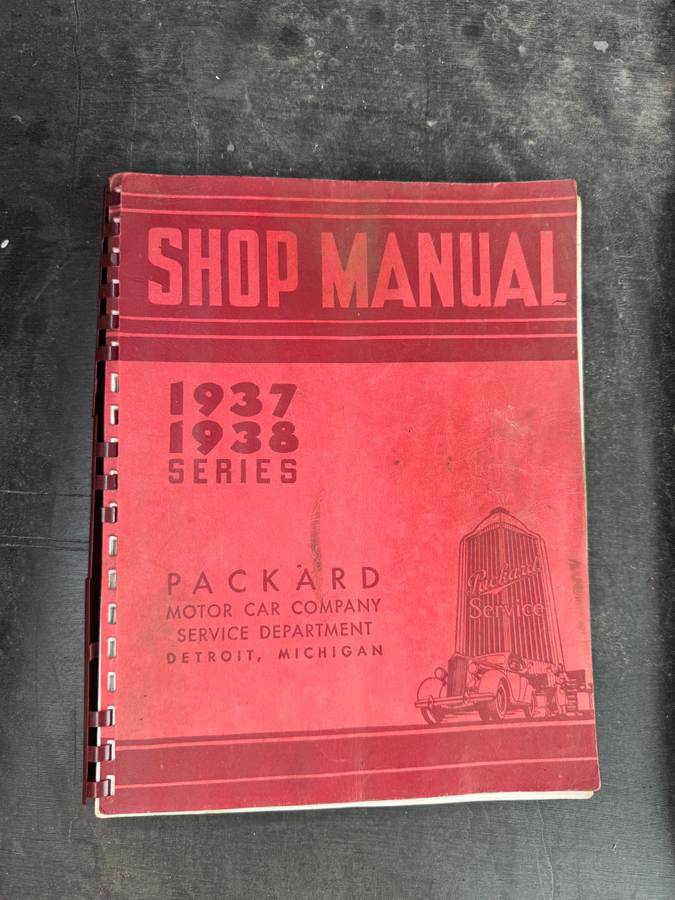 SHOP MANUAL
1937
1938
SERIES
PACKARD
MOTOR CAR COMPANY
SERVICE DEPARTMENT
DETROIT, MICHIGAN
Packard
Service